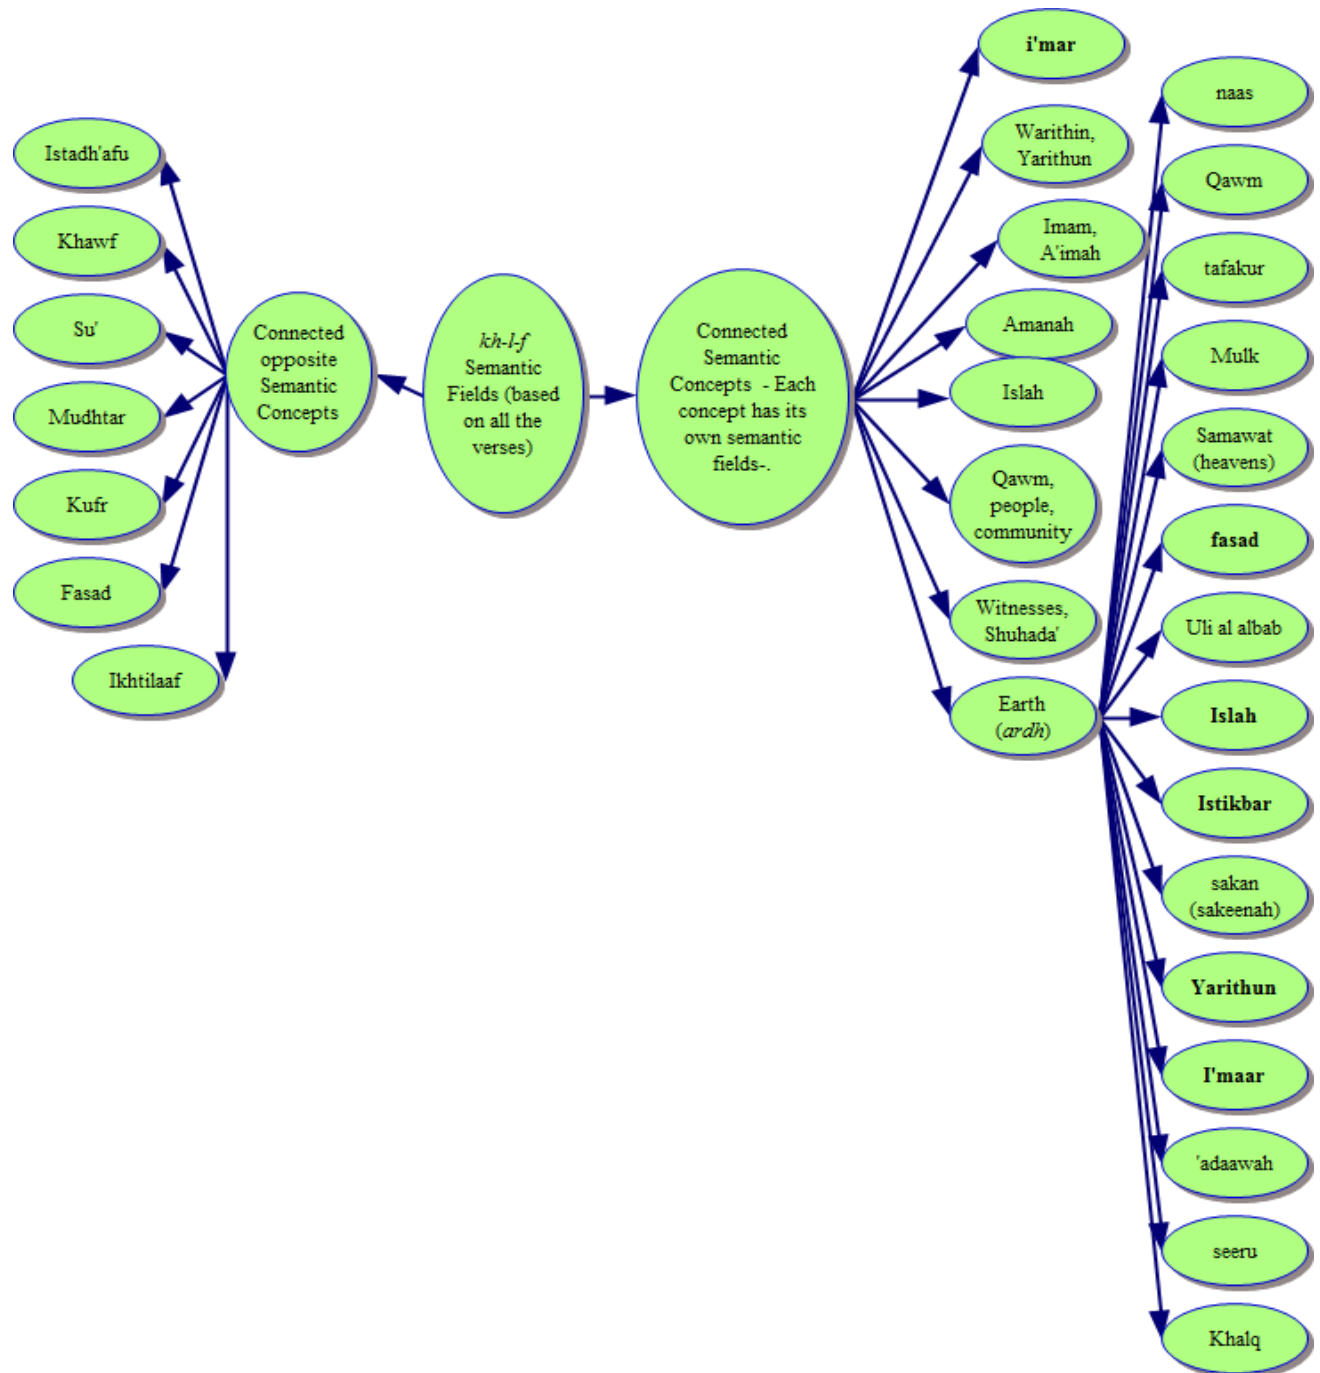 Istadh'afu
Khawf
Su'
Mudhtar
Kufr
Fasad
Ikhtilaaf
Connected
opposite
Semantic
Concepts
kh-l-f
Semantic
Fields (based
on all the
verses)
Connected
Semantic
Concepts - Each
concept has its
own semantic
fields-.
i'mar
Warithin,
Yarithun
Imam,
A'imah
Amanah
Islah
Qawm,
people,
community
Witnesses,
Shuhada'
Earth
(ardh)
naas
Qawm
tafakur
Mulk
Samawat
(heavens)
fasad
Uli al albab
Islah
Istikbar
sakan
(sakeenah)
Yarithun
I'maar
'adaawah
seeru
Khalq